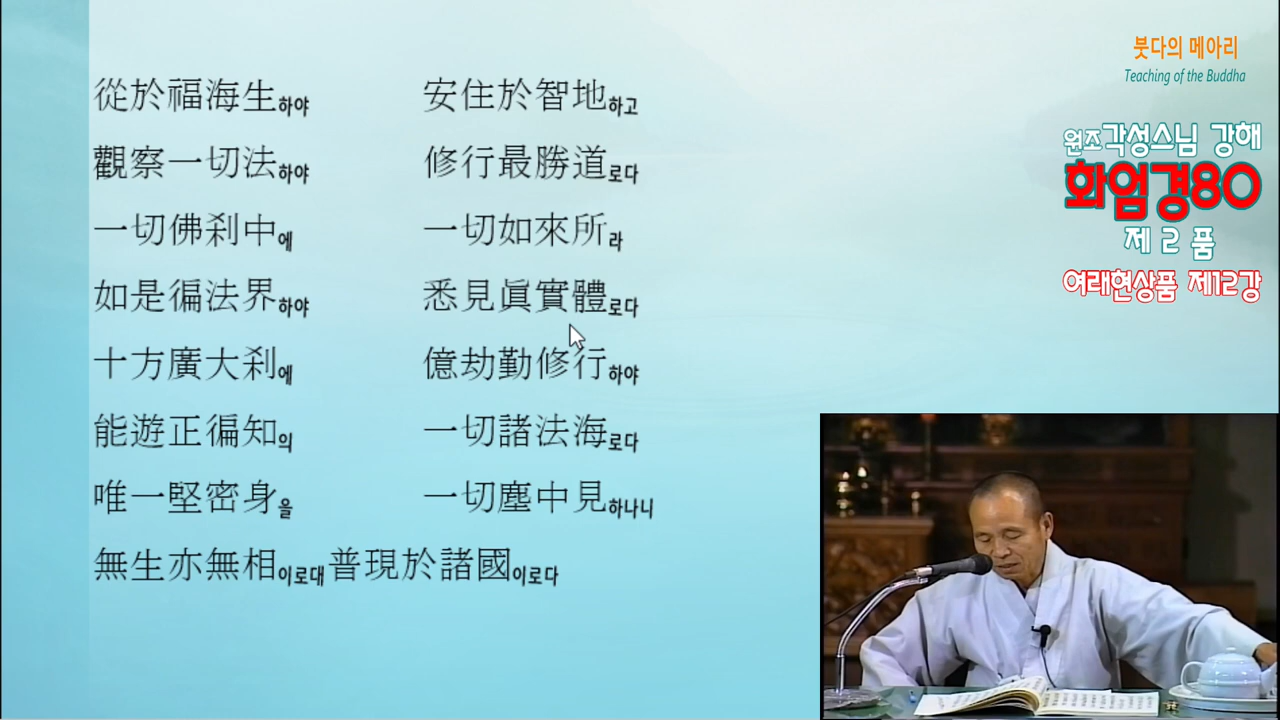 從於福海生하야 安住於智地하고
觀察一切法하야 修行最勝道로다
一切佛刹中에 一切如來所라
如是徧法界하야 悉見眞實體로다
十方廣大刹에 億劫勤修行하야
能遊正徧知의 一切諸法海로다
唯一堅密身을 一切塵中見하나니
無生亦無相이로대 普現於諸國이로다
붓다의 메아리
Teaching of the Buddha
원조각성스님 강해
화엄경80
제 2 품
여래현상품 제12강